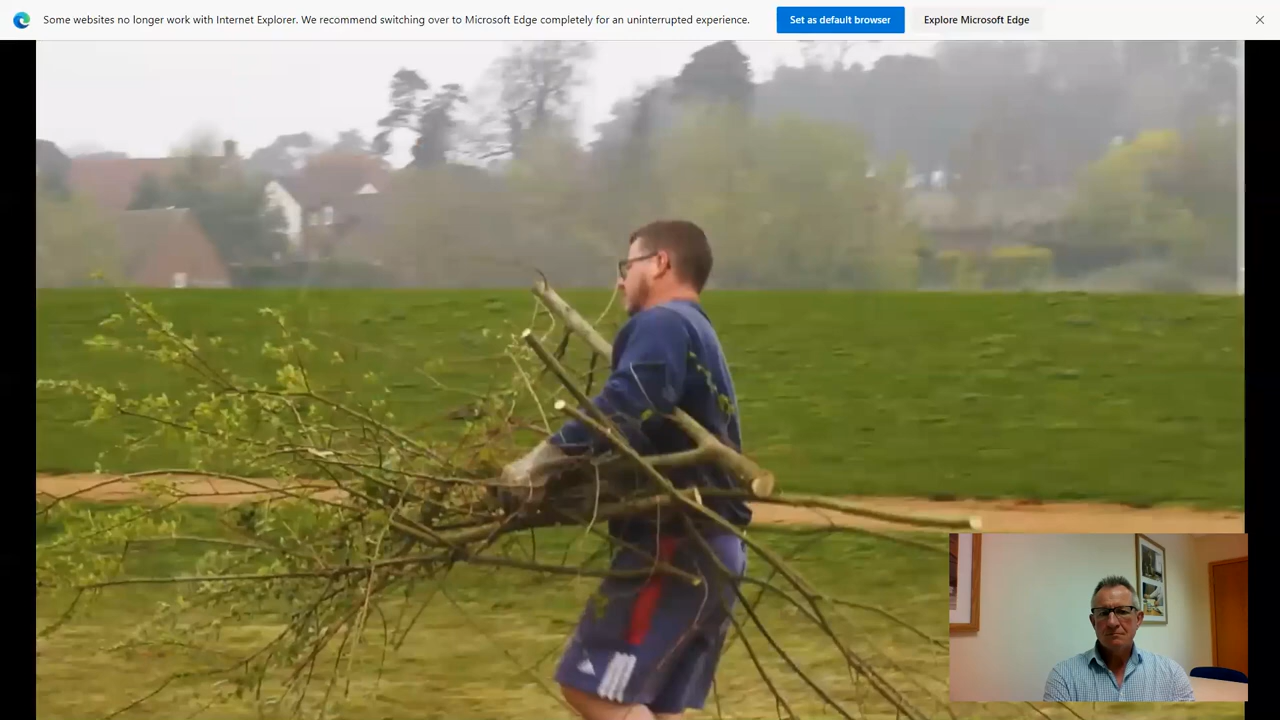 Some websites no longer work with Internet Explorer. We recommend switching over to Microsoft Edge completely for an uninterrupted experience. Set as default browser Explore Microsoft Edge